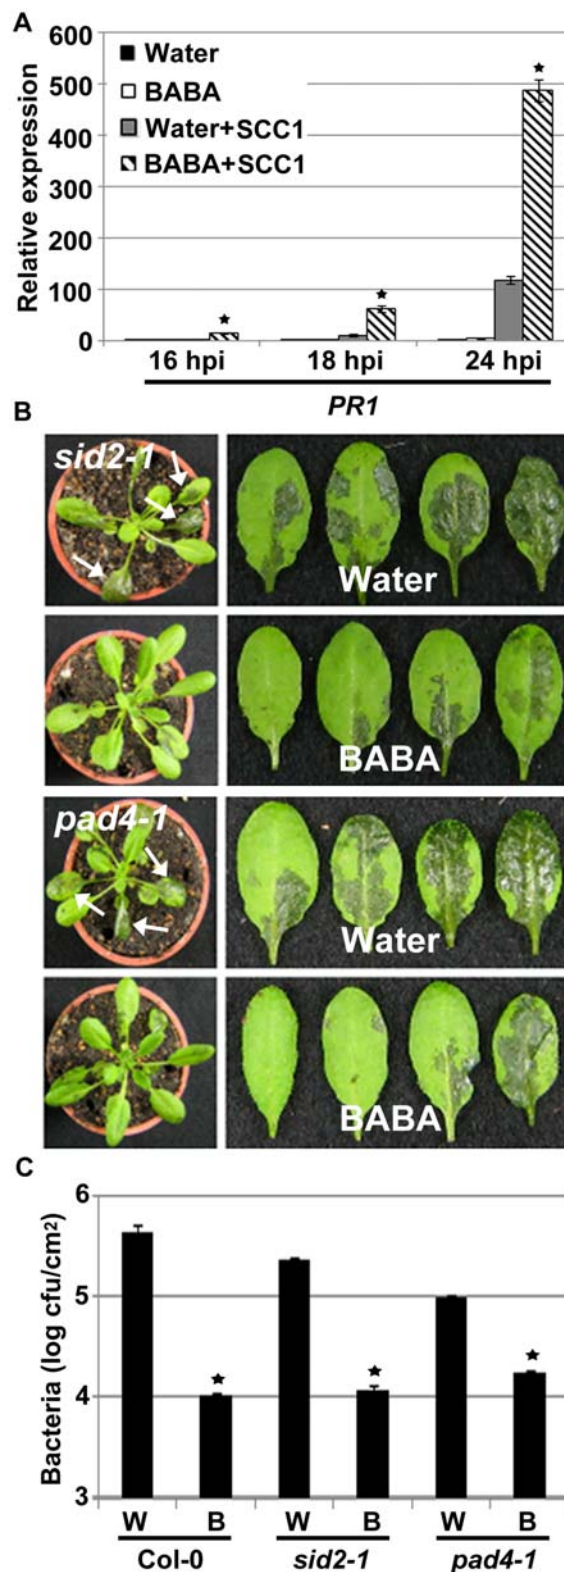 A
600
500
400
300
200
100
0
Relative expression
Water
BABA
Water+SCC1
BABA+SCC1
16 hpi 18 hpi 24 hpi
PR1
B
sid2-1
Water
BABA
pad4-1
Water
BABA
C
6
5
4
3
Bacteria (log cfu/cm2)
W B W B W B
Col-0 sid2-1 pad4-1